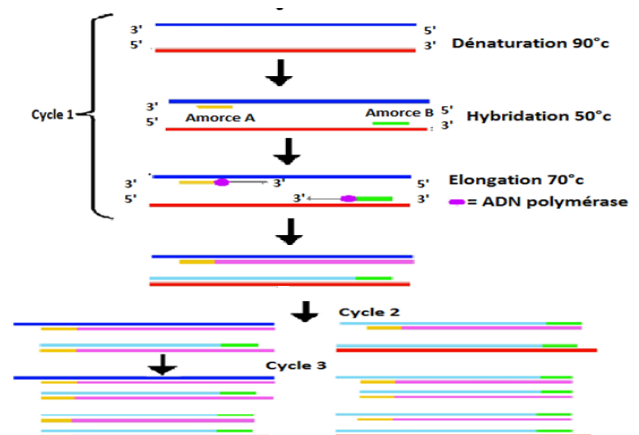 3' 5'
5' 3'
Dénaturation 90°c
Cycle 1
3' Amorce A Amorce B 5'
5' 3'
Hybridation 50°c
3' 3' 5'
5' 3' 3'
Elongation 70°c
= ADN polymérase
Cycle 2
Cycle 3